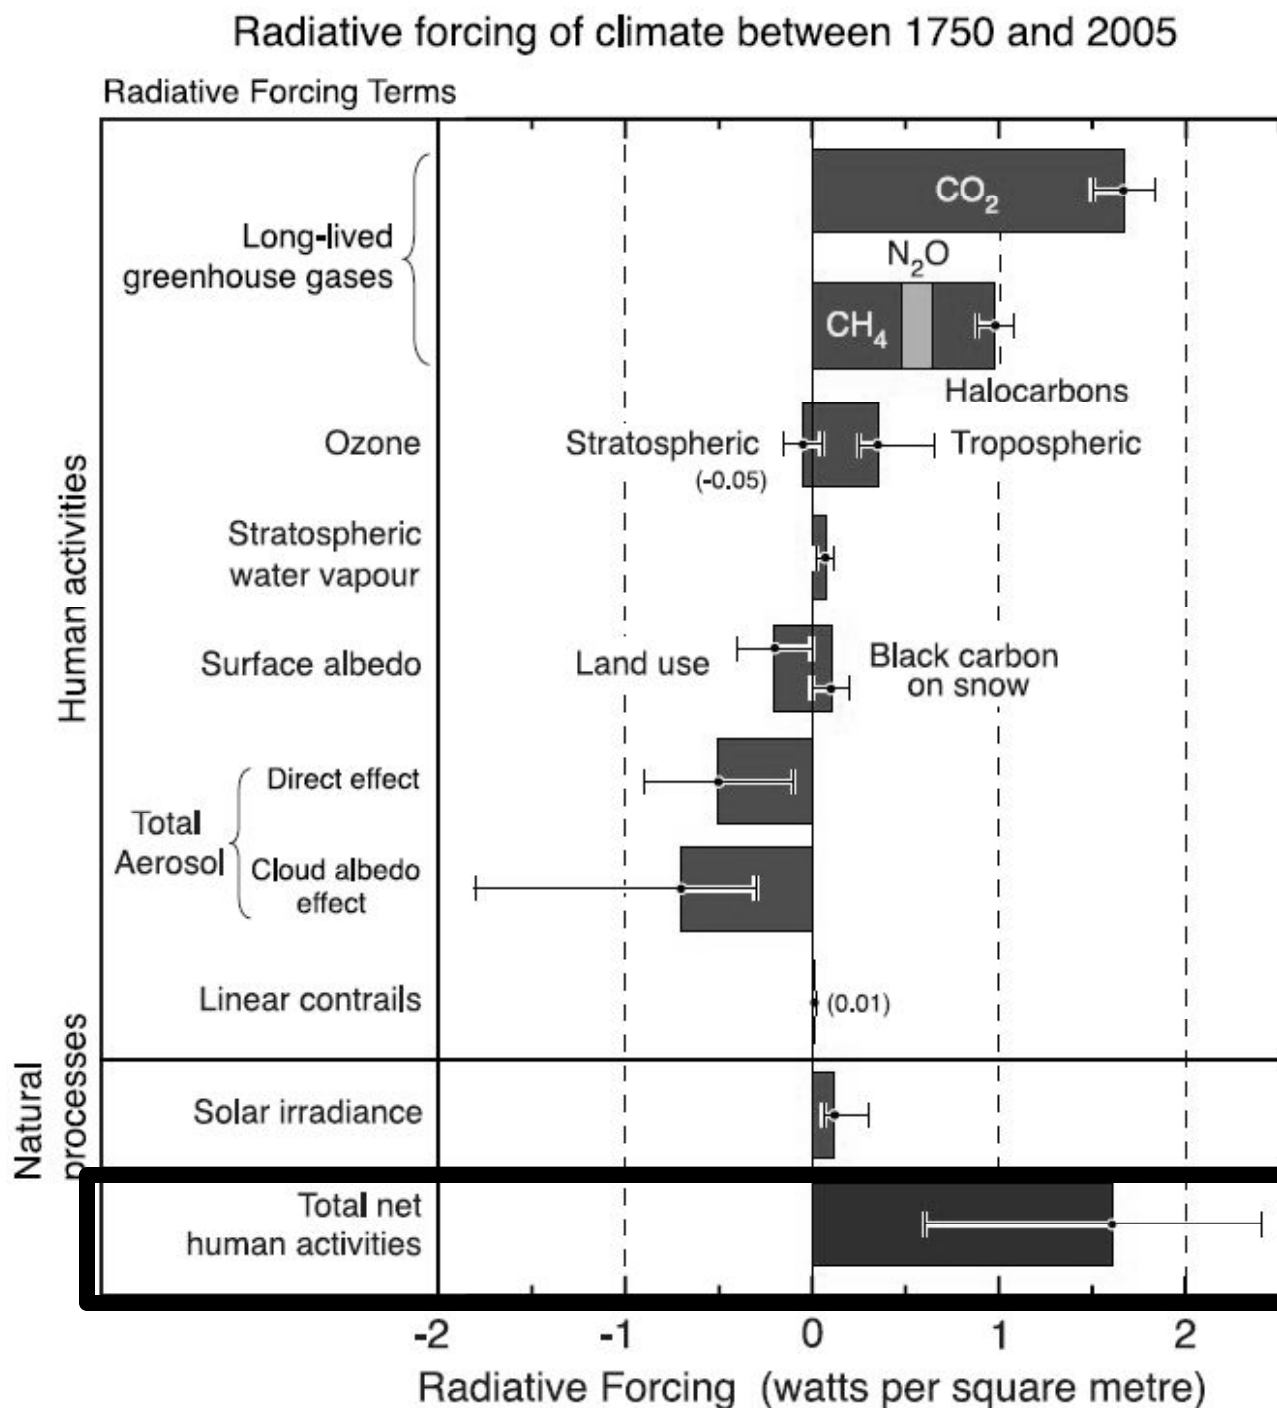 Radiative forcing of climate between 1750 and 2005
Radiative Forcing Terms
Human activities
Long-lived
greenhouse gases
CO₂
N₂O
CH₄
Halocarbons
Ozone
Stratospheric
(-0.05)
Tropospheric
Stratospheric
water vapour
Surface albedo
Land use
Black carbon
on snow
Total
Aerosol
Direct effect
Cloud albedo
effect
Linear contrails
(0.01)
Natural
processes
Solar irradiance
Total net
human activities
-2 -1 0 1 2
Radiative Forcing (watts per square metre)